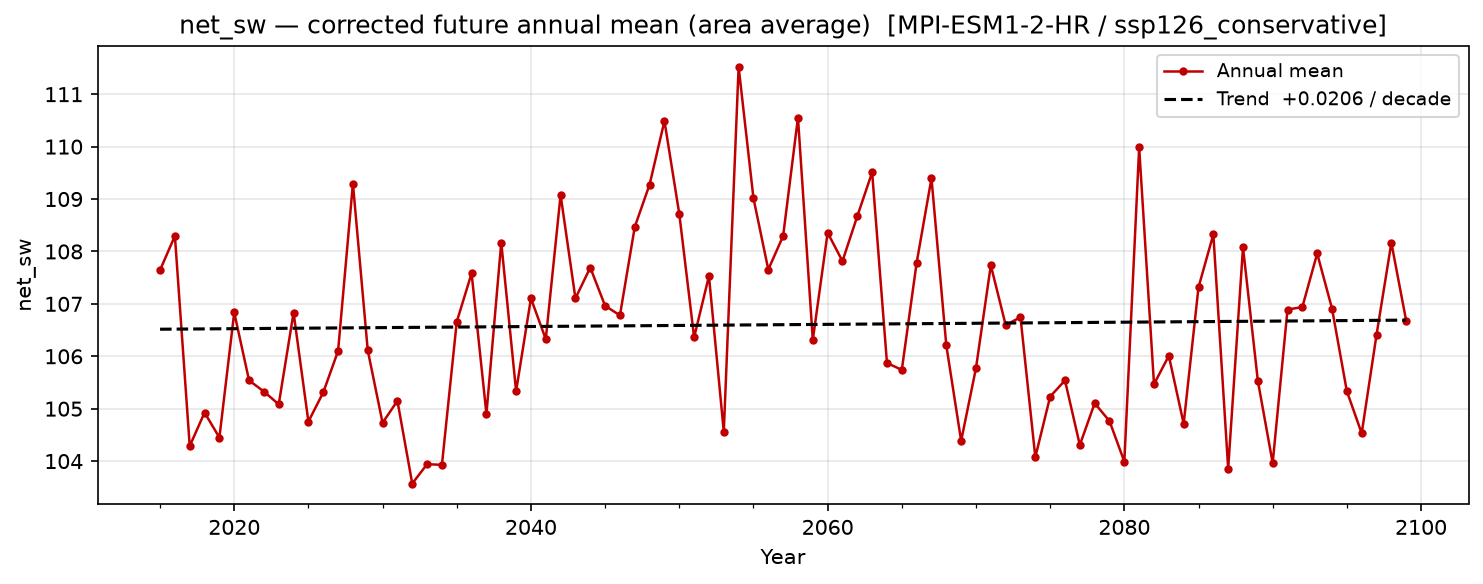 net_sw — corrected future annual mean (area average)  [MPI-ESM1-2-HR / ssp126_conservative]
Annual mean
Trend  +0.0206 / decade
111
110
109
108
107
106
105
104
net_sw
2020
2040
2060
2080
2100
Year